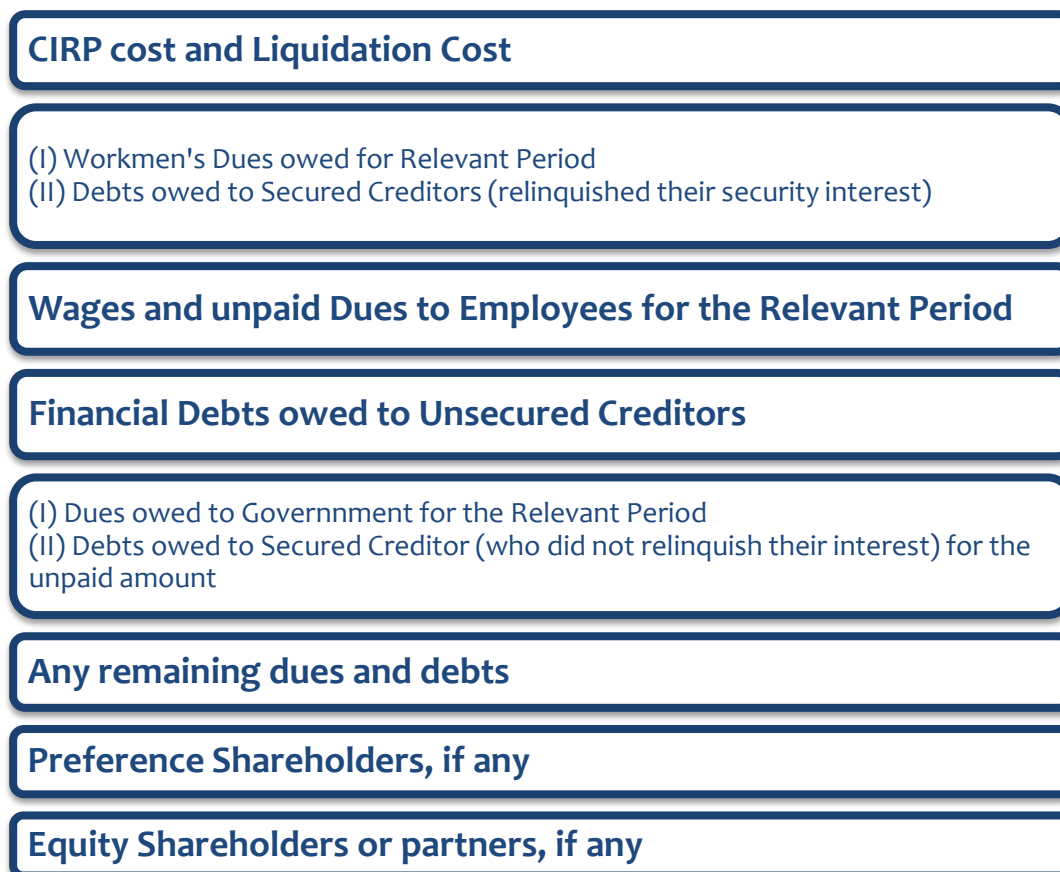 CIRP cost and Liquidation Cost
(I) Workmen's Dues owed for Relevant Period
(II) Debts owed to Secured Creditors (relinquished their security interest)
Wages and unpaid Dues to Employees for the Relevant Period
Financial Debts owed to Unsecured Creditors
(I) Dues owed to Governnment for the Relevant Period
(II) Debts owed to Secured Creditor (who did not relinquish their interest) for the
unpaid amount
Any remaining dues and debts
Preference Shareholders, if any
Equity Shareholders or partners, if any